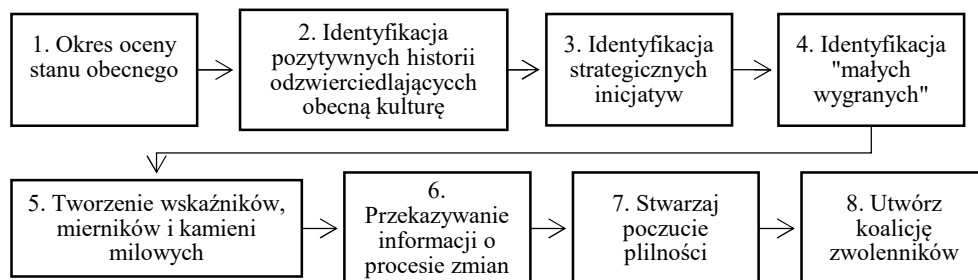 1. Okres oceny
stanu obecnego
2. Identyfikacja
pozytywnych historii
odzwierciedlającycch
obecną kulturę
3. Identyfikacja
strategicznych
inicjatyw
4. Identyfikacja
"małych
wygranych"
5. Tworzenie wskaźników,
mierników i kamieni
milowych
6.
Przekazywanie
informacji o
procesie zmian
7. Stwarzaj
poczucie
plilności
8. Utwórz
koalicję
zwolenników